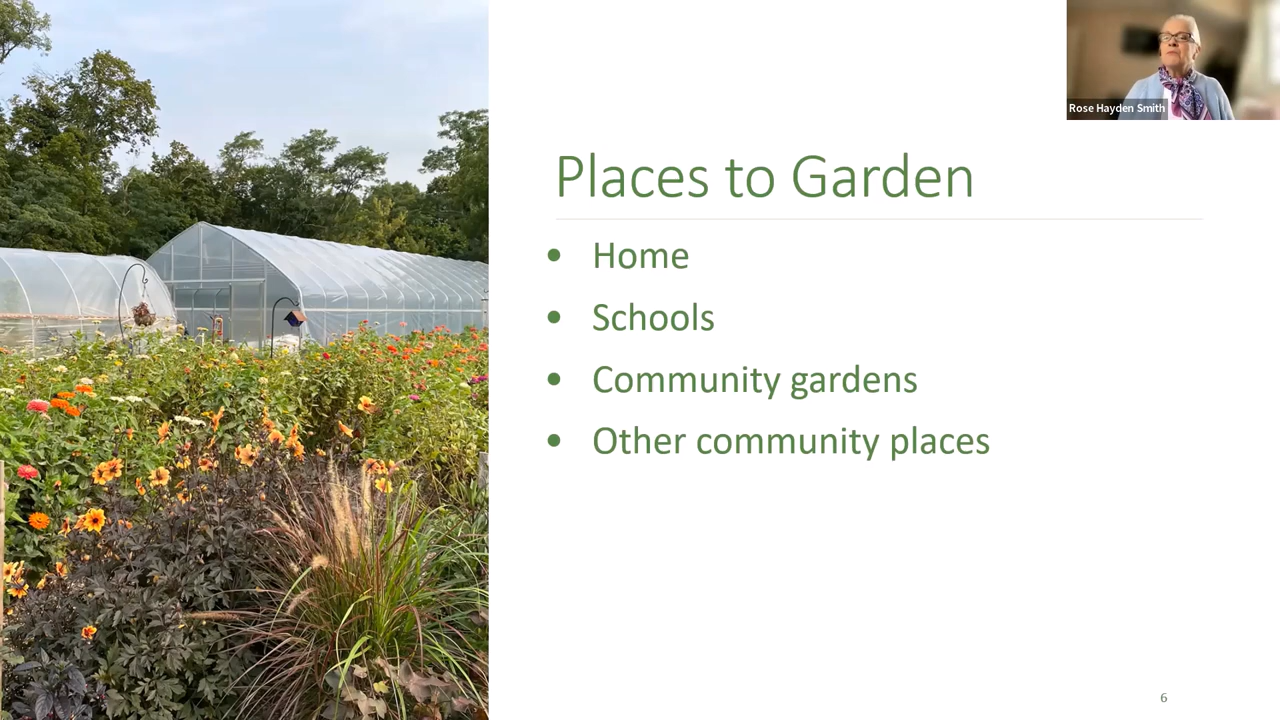 Rose Hayden Smith
Places to Garden
• Home
• Schools
• Community gardens
• Other community places
6